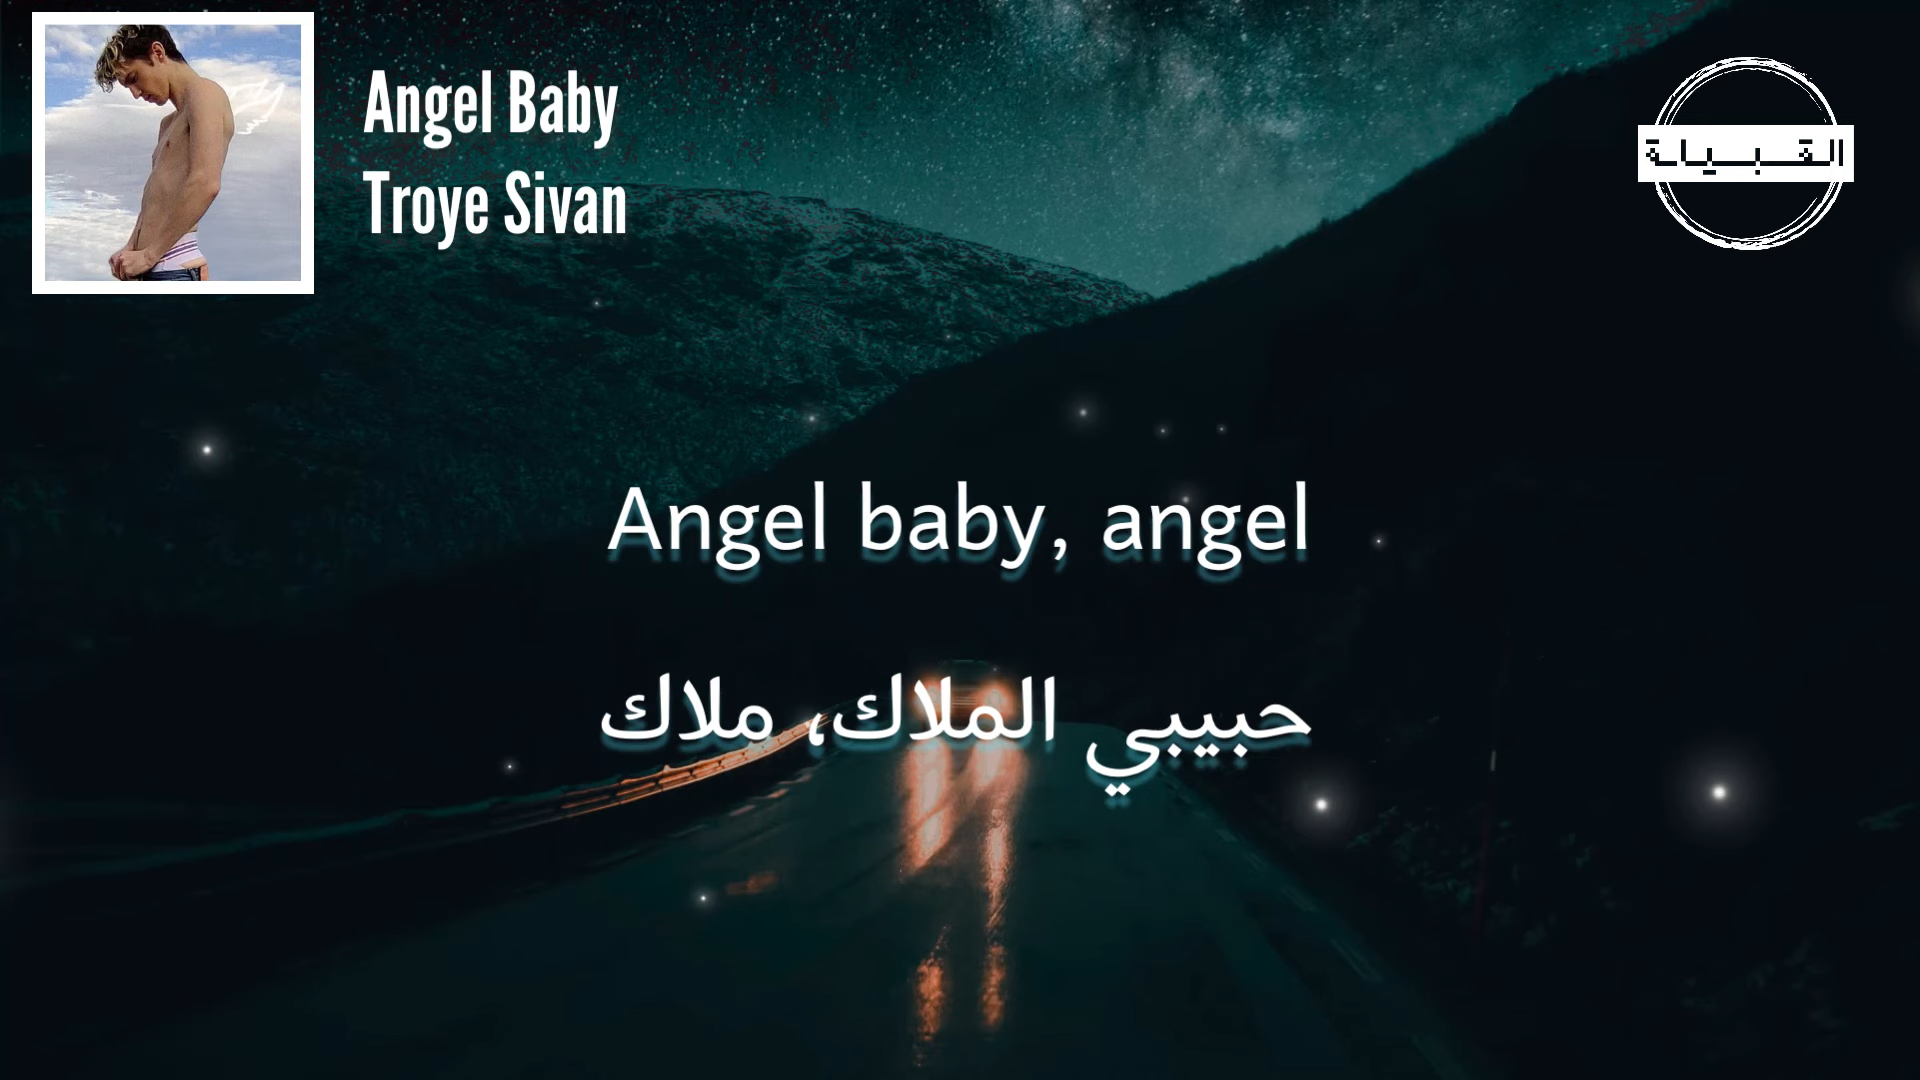 Angel Baby
Troye Sivan
القبيلة
Angel baby, angel
حبيبي الملاك، ملاك